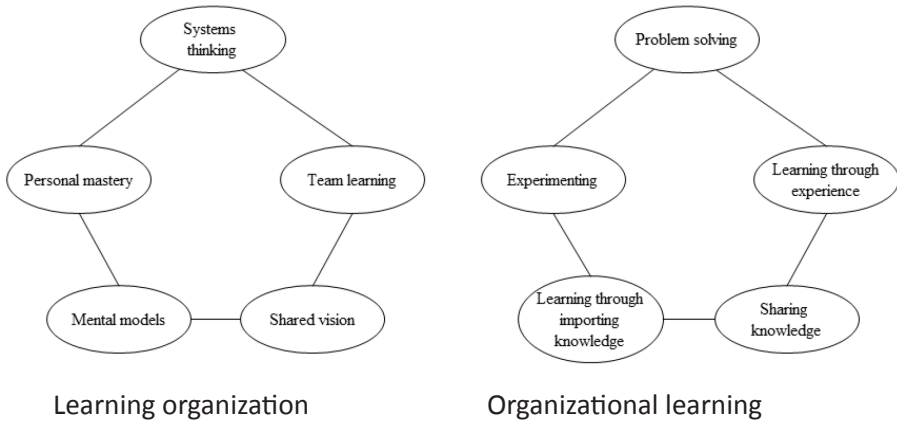 Systems
thinking
Personal mastery
Team learning
Mental models
Shared vision
Learning organization
Problem solving
Experimenting
Learning through
experience
Learning through
importing
knowledge
Sharing
knowledge
Organizational learning